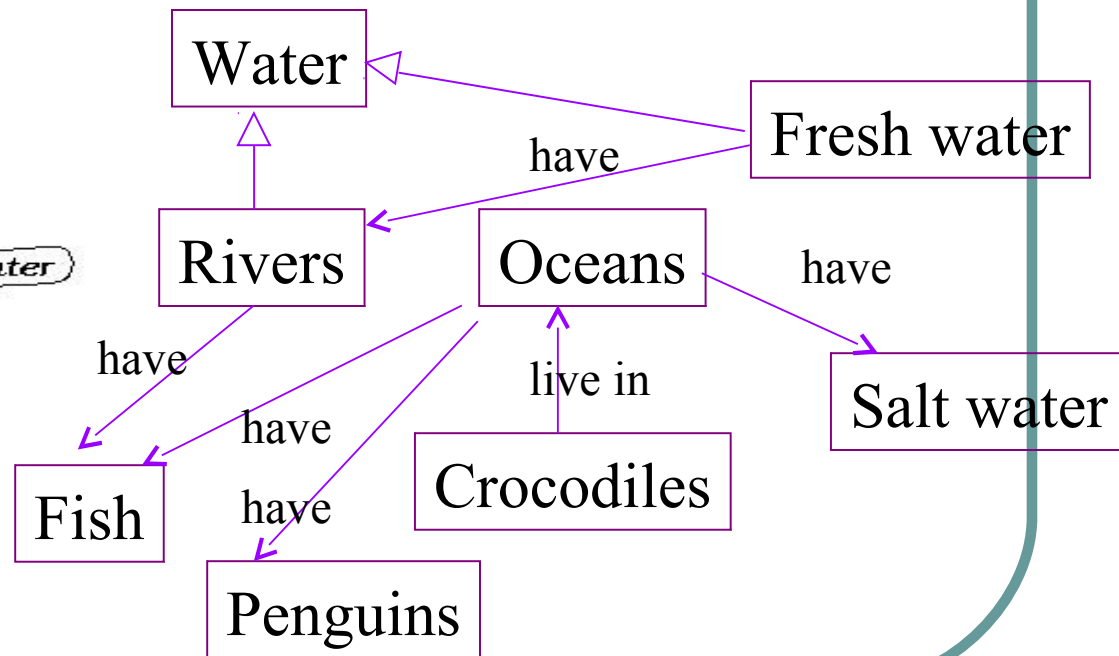 Water
Fresh water
have
Rivers
Oceans
have
have
live in
have
Salt water
have
Crocodiles
Fish
Penguins